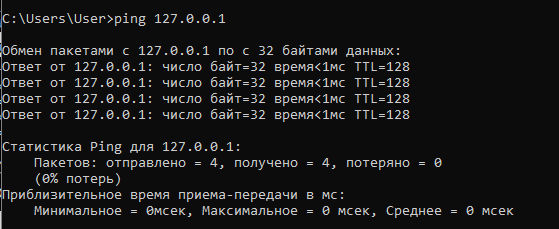 C:\Users\User>ping 127.0.0.1
Обмен пакетами с 127.0.0.1 по с 32 байтами данных:
Ответ от 127.0.0.1: число байт=32 время<1мс TTL=128
Ответ от 127.0.0.1: число байт=32 время<1мс TTL=128
Ответ от 127.0.0.1: число байт=32 время<1мс TTL=128
Ответ от 127.0.0.1: число байт=32 время<1мс TTL=128
Статистика Ping для 127.0.0.1:
Пакетов: отправлено = 4, получено = 4, потеряно = 0
(0% потерь)
Приблизительное время приема-передачи в мс:
Минимальное = 0мсек, Максимальное = 0 мсек, Среднее = 0 мсек